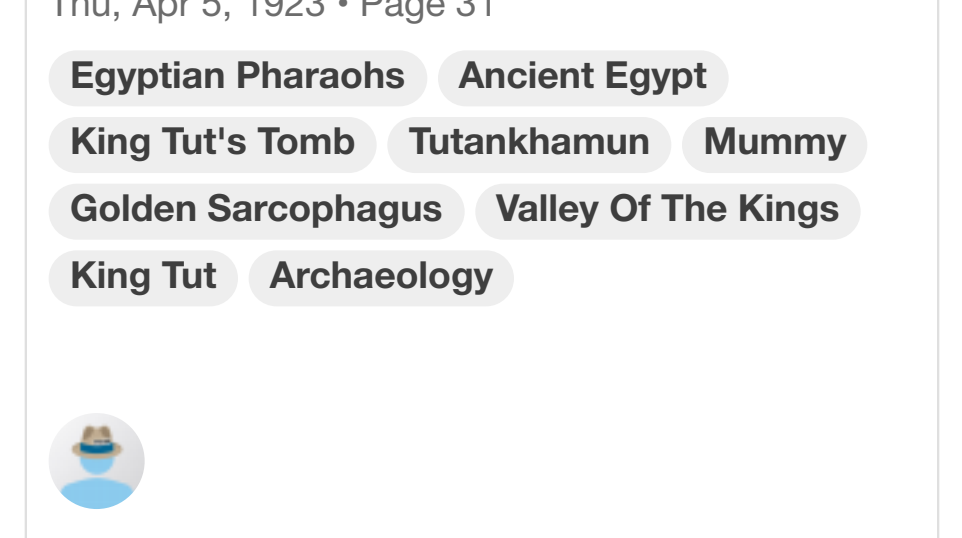 Thu, Apr 5, 1923 • Page 31
Egyptian Pharaohs Ancient Egypt
King Tut's Tomb Tutankhamun Mummy
Golden Sarcophagus Valley Of The Kings
King Tut Archaeology